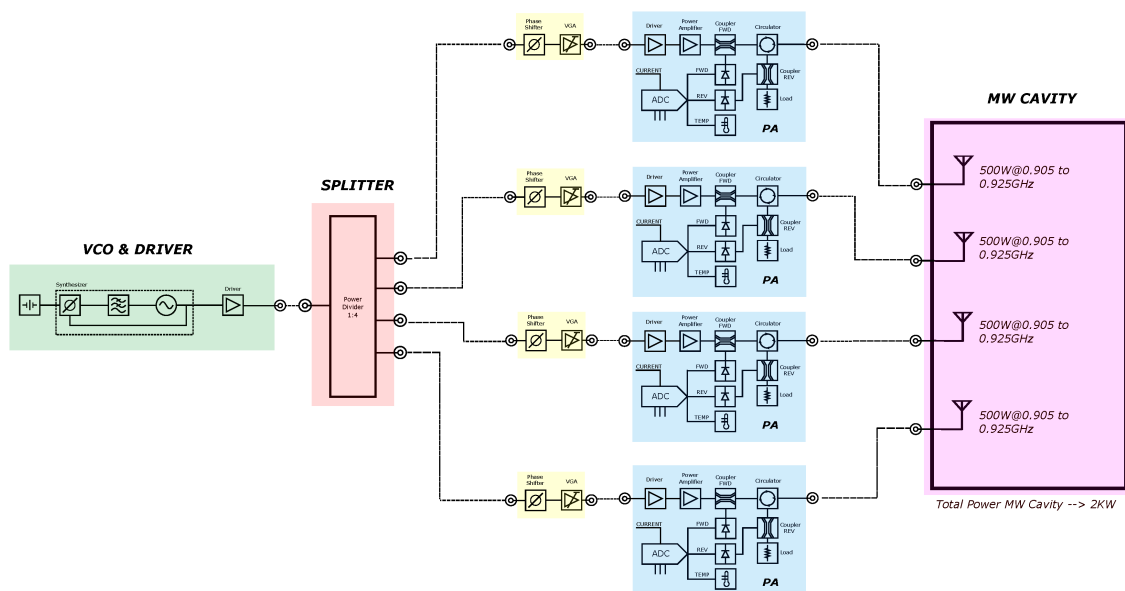 Phase
Shifter
VGA
Driver
Power
Amplifier
Coupler
FWD
Circulator
CURRENT
FWD
Coupler
REV
ADC
REV
Load
TEMP
PA
MW CAVITY
500W@0.905 to
0.925GHz
Phase
Shifter
VGA
Driver
Power
Amplifier
Coupler
FWD
Circulator
CURRENT
FWD
Coupler
REV
ADC
REV
Load
TEMP
PA
500W@0.905 to
0.925GHz
SPLITTER
Power
Divider
1:4
VCO & DRIVER
Synthesizer
Driver
Phase
Shifter
VGA
Driver
Power
Amplifier
Coupler
FWD
Circulator
CURRENT
FWD
Coupler
REV
ADC
REV
Load
TEMP
PA
500W@0.905 to
0.925GHz
Phase
Shifter
VGA
Driver
Power
Amplifier
Coupler
FWD
Circulator
CURRENT
FWD
Coupler
REV
ADC
REV
Load
TEMP
PA
500W@0.905 to
0.925GHz
Total Power MW Cavity --> 2KW